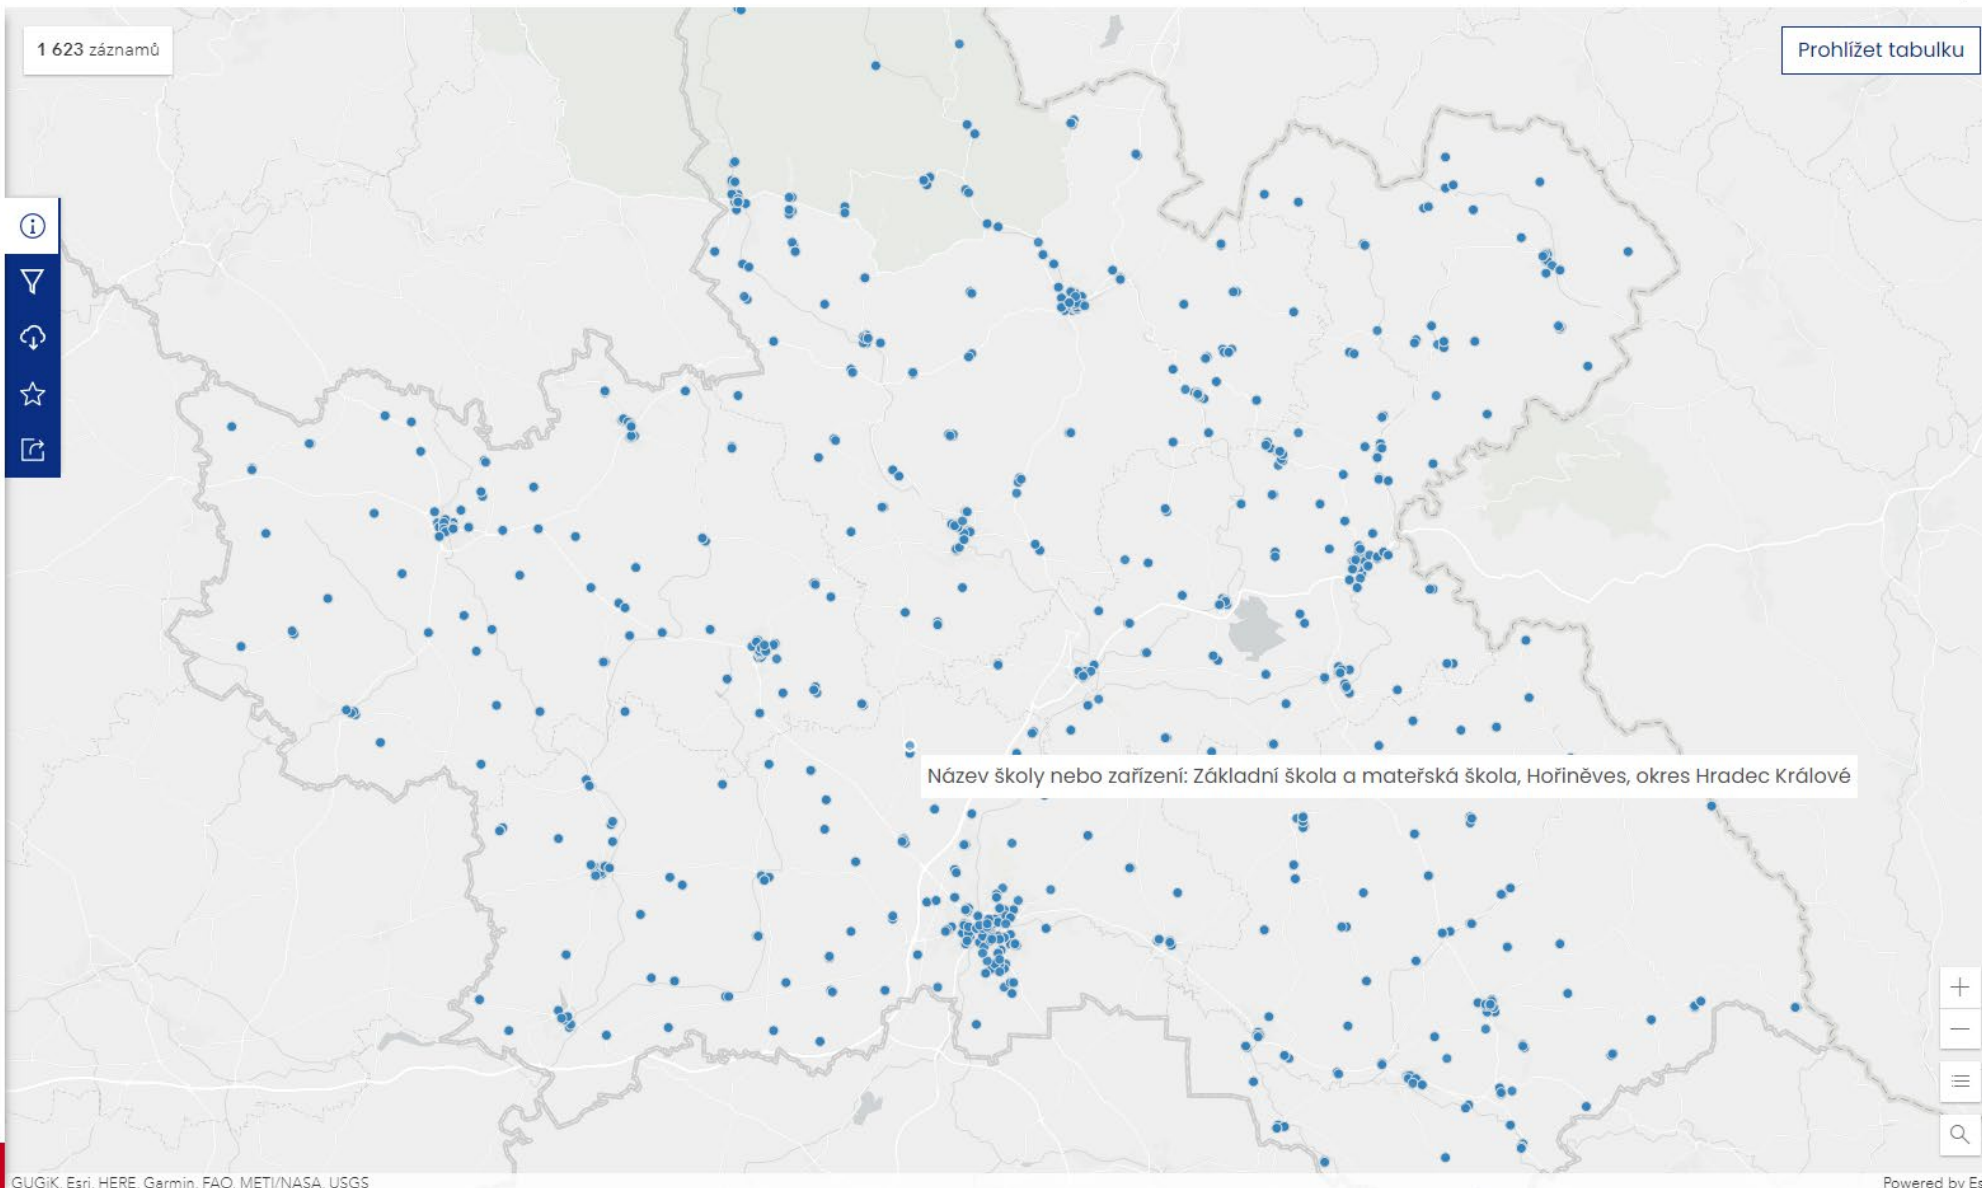 1 623 záznamů
Prohlížet tabulku
Název školy nebo zařízení: Základní škola a mateřská škola, Hořiněves, okres Hradec Králové
GUGiK, Esri, HERE, Garmin, FAO, METI/NASA, USGS
Powered by Es